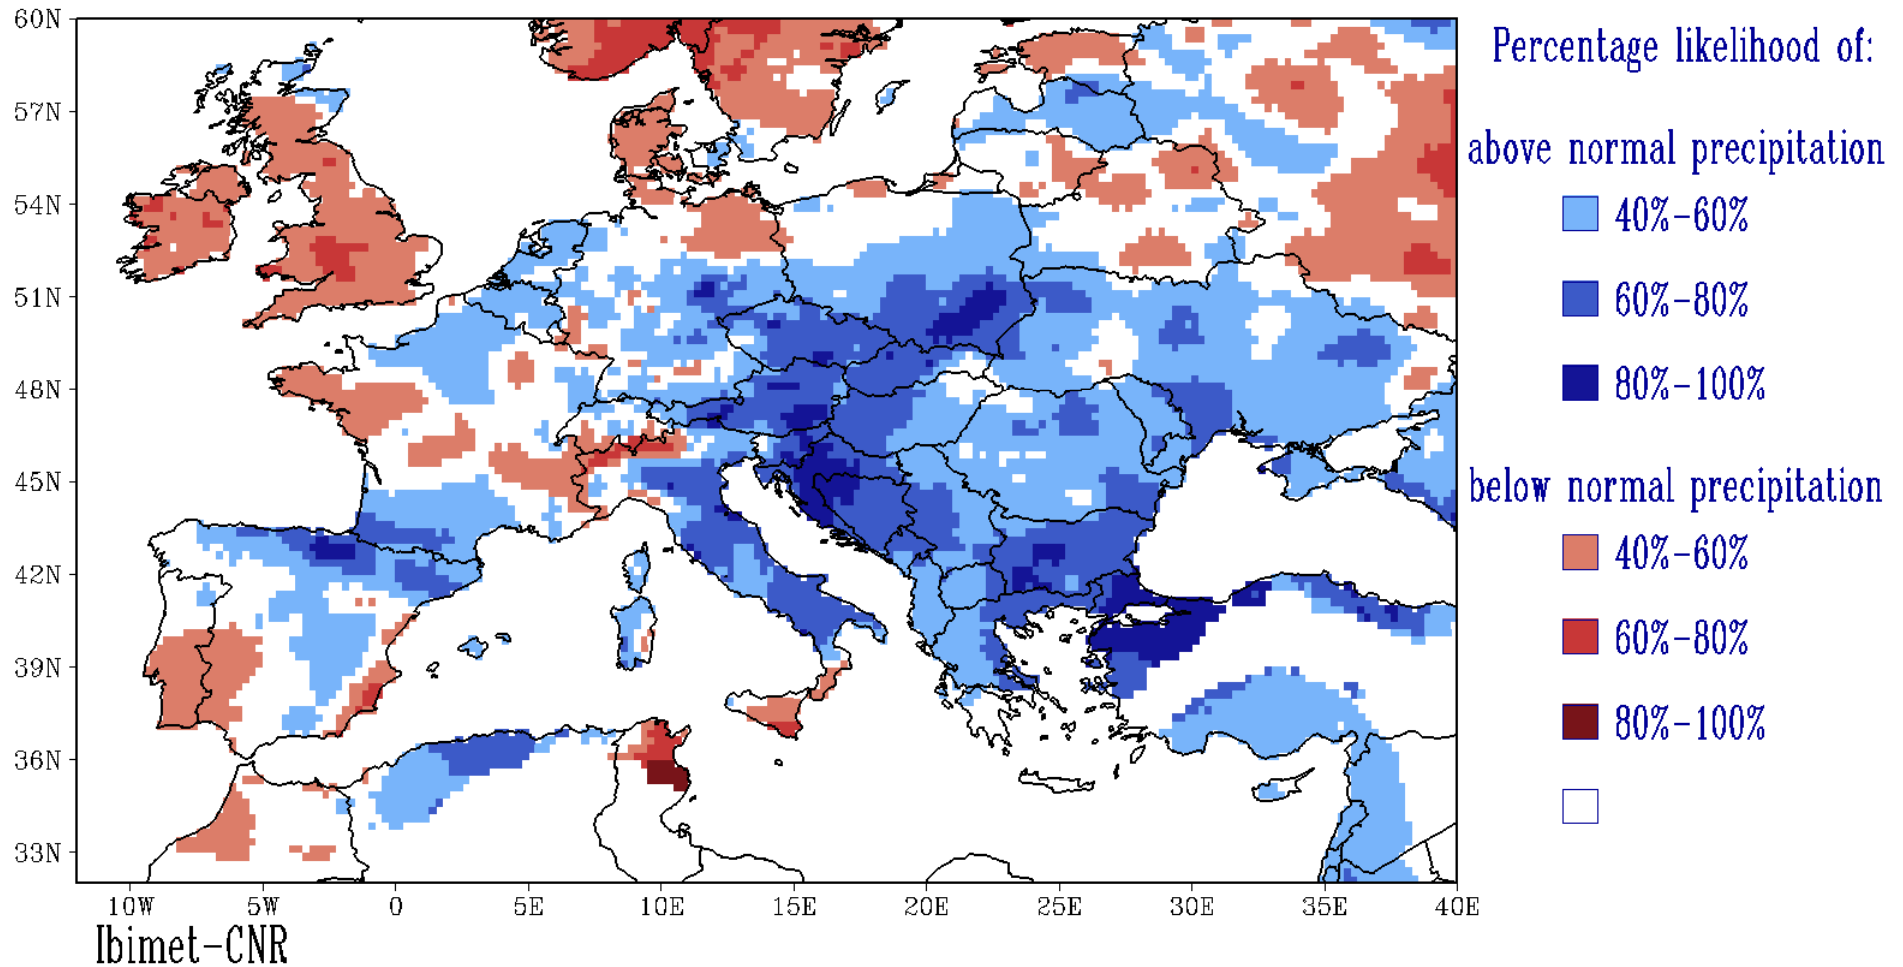 60N
57N
54N
51N
48N
45N
42N
39N
36N
33N
10W 5W 0 5E 10E 15E 20E 25E 30E 35E 40E
Ibimet-CNR
Percentage likelihood of:
above normal precipitation
40%-60%
60%-80%
80%-100%
below normal precipitation
40%-60%
60%-80%
80%-100%